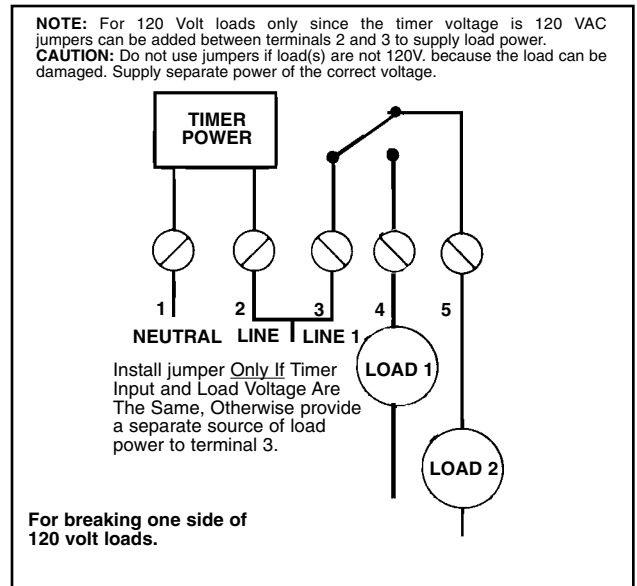 NOTE: For 120 Volt loads only since the timer voltage is 120 VAC
jumpers can be added between terminals 2 and 3 to supply load power.
CAUTION: Do not use jumpers if load(s) are not 120V. because the load can be
damaged. Supply separate power of the correct voltage.
TIMER
POWER
1 2 3 4 5
NEUTRAL LINE LINE 1
LOAD 1
Install jumper Only If Timer
Input and Load Voltage Are
The Same, Otherwise provide
a separate source of load
power to terminal 3.
LOAD 2
For breaking one side of
120 volt loads.